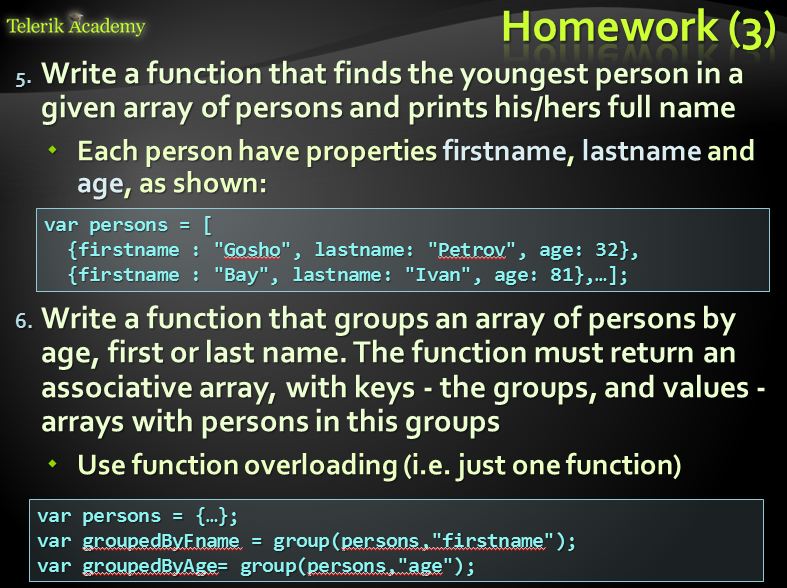 Telerik Academy
Homework (3)
5. Write a function that finds the youngest person in a
given array of persons and prints his/hers full name
Each person have properties firstname, lastname and
age, as shown:
var persons = [
{firstname : "Gosho", lastname: "Petrov", age: 32},
{firstname : "Bay", lastname: "Ivan", age: 81},…];
6. Write a function that groups an array of persons by
age, first or last name. The function must return an
associative array, with keys - the groups, and values -
arrays with persons in this groups
Use function overloading (i.e. just one function)
var persons = {…};
var groupedByFname = group(persons,"firstname");
var groupedByAge= group(persons,"age");